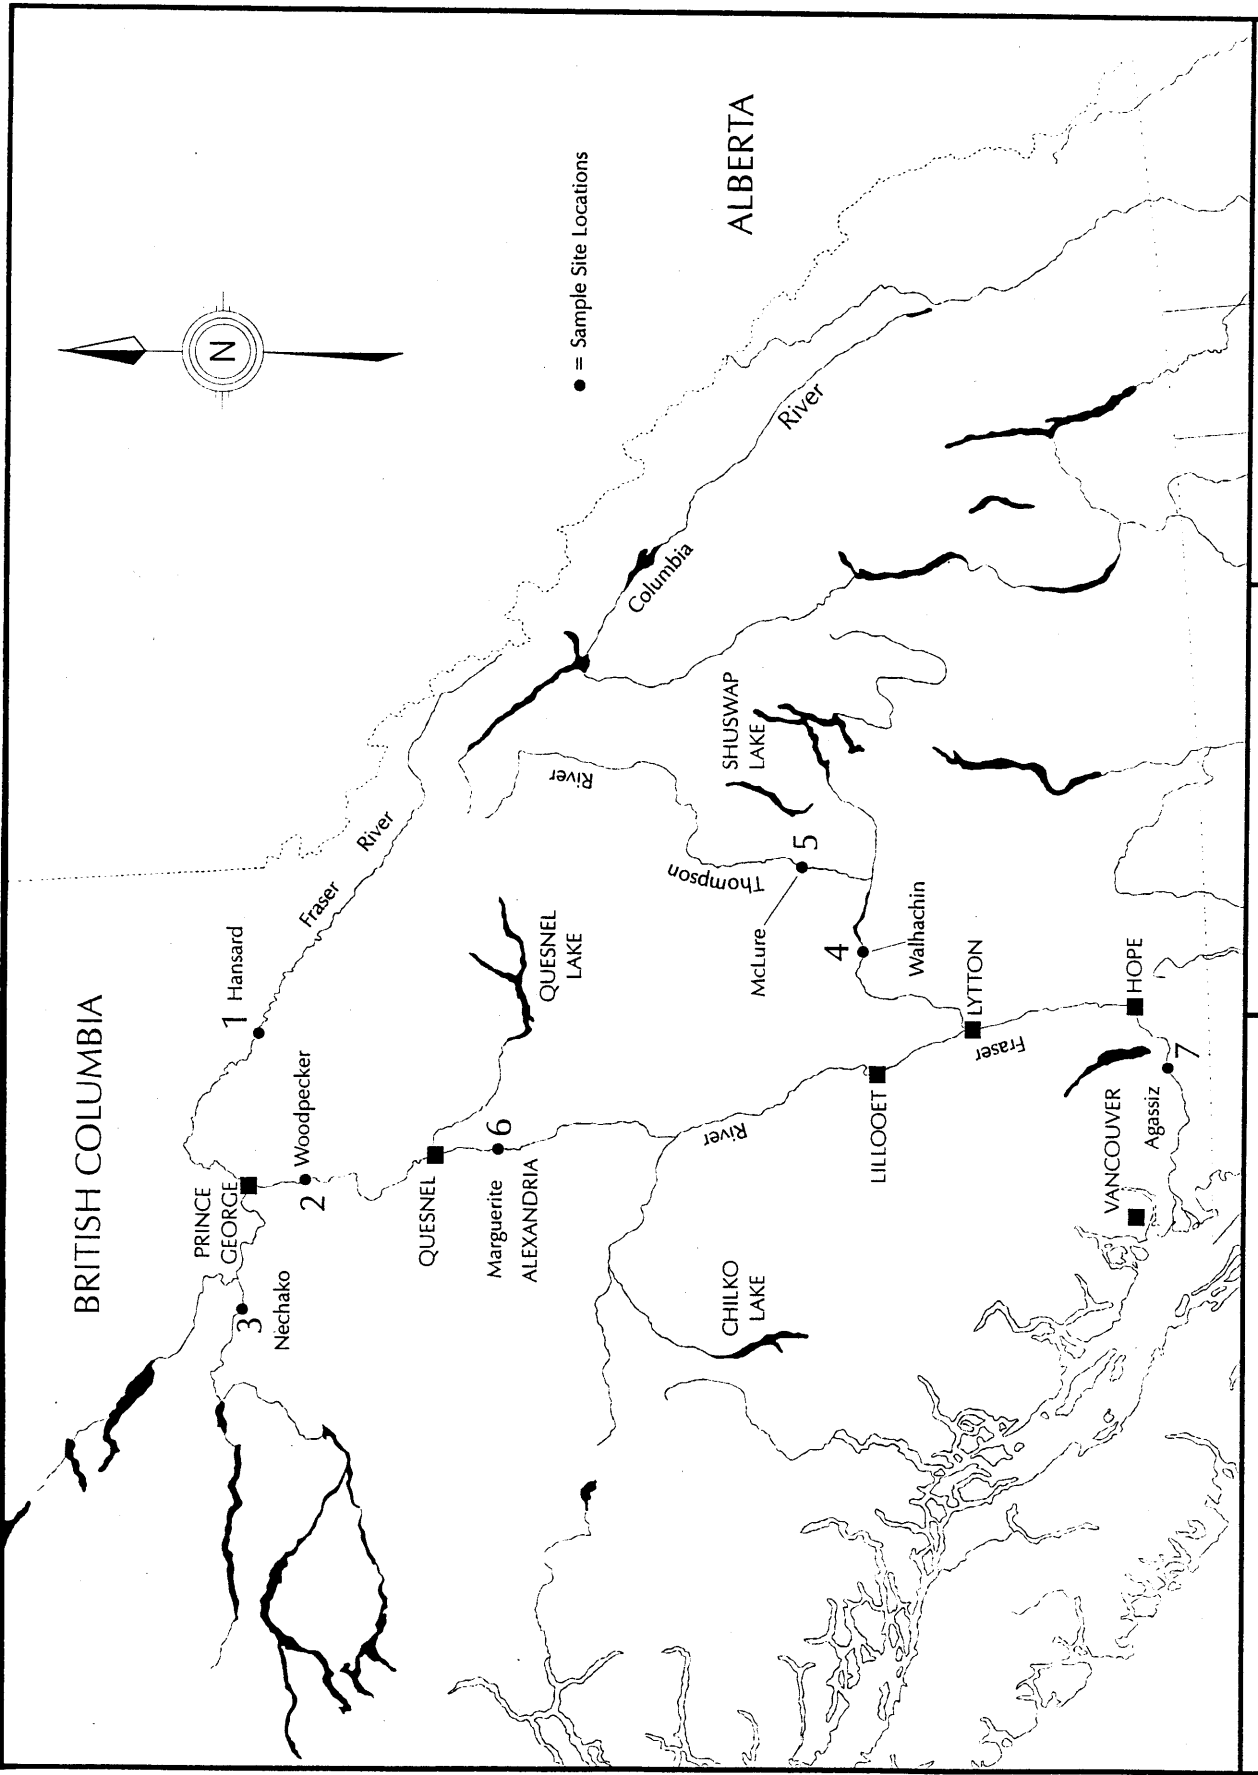 BRITISH COLUMBIA
ALBERTA
N
● = Sample Site Locations
1 Hansard
Fraser
River
PRINCE
GEORGE
2
Woodpecker
3
Nechako
QUESNEL
QUESNEL
LAKE
6
Marguerite
ALEXANDRIA
River
Thompson
McLure
5
SHUSWAP
LAKE
Columbia
River
4
Walhachin
CHILKO
LAKE
River
LILLOOET
LYTTON
Fraser
HOPE
VANCOUVER
Agassiz
7